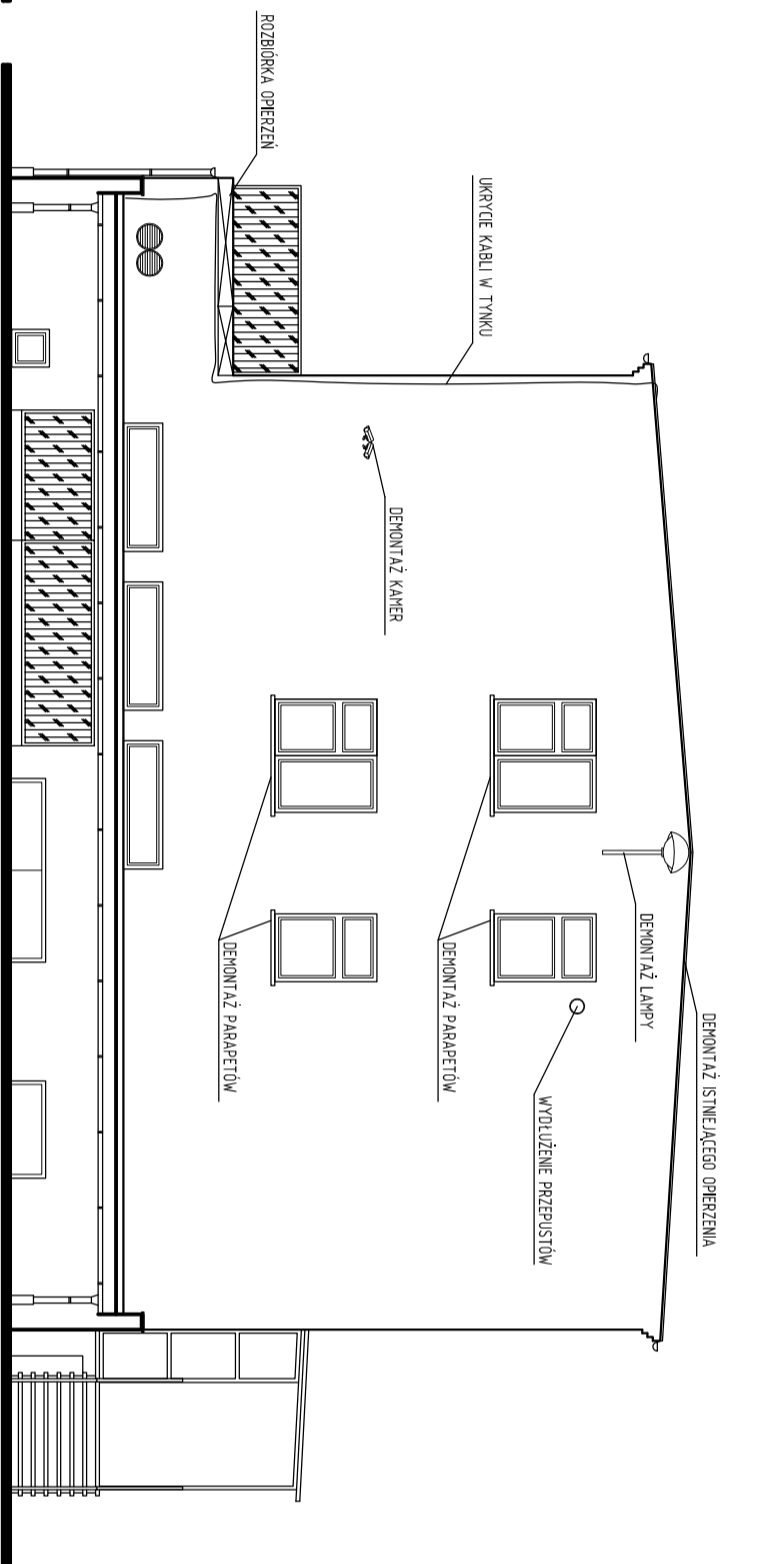 ROZBIÓRKA OPIERZEŃ
UKRYCIE KABLI W TYNKU
DEMONTAŻ KAMER
DEMONTAŻ PARAPETÓW
DEMONTAŻ PARAPETÓW
DEMONTAŻ LAMPY
WYDŁUŻENIE PRZEPUSTÓW
DEMONTAŻ ISTNIEJĄCEGO OPIERZENIA